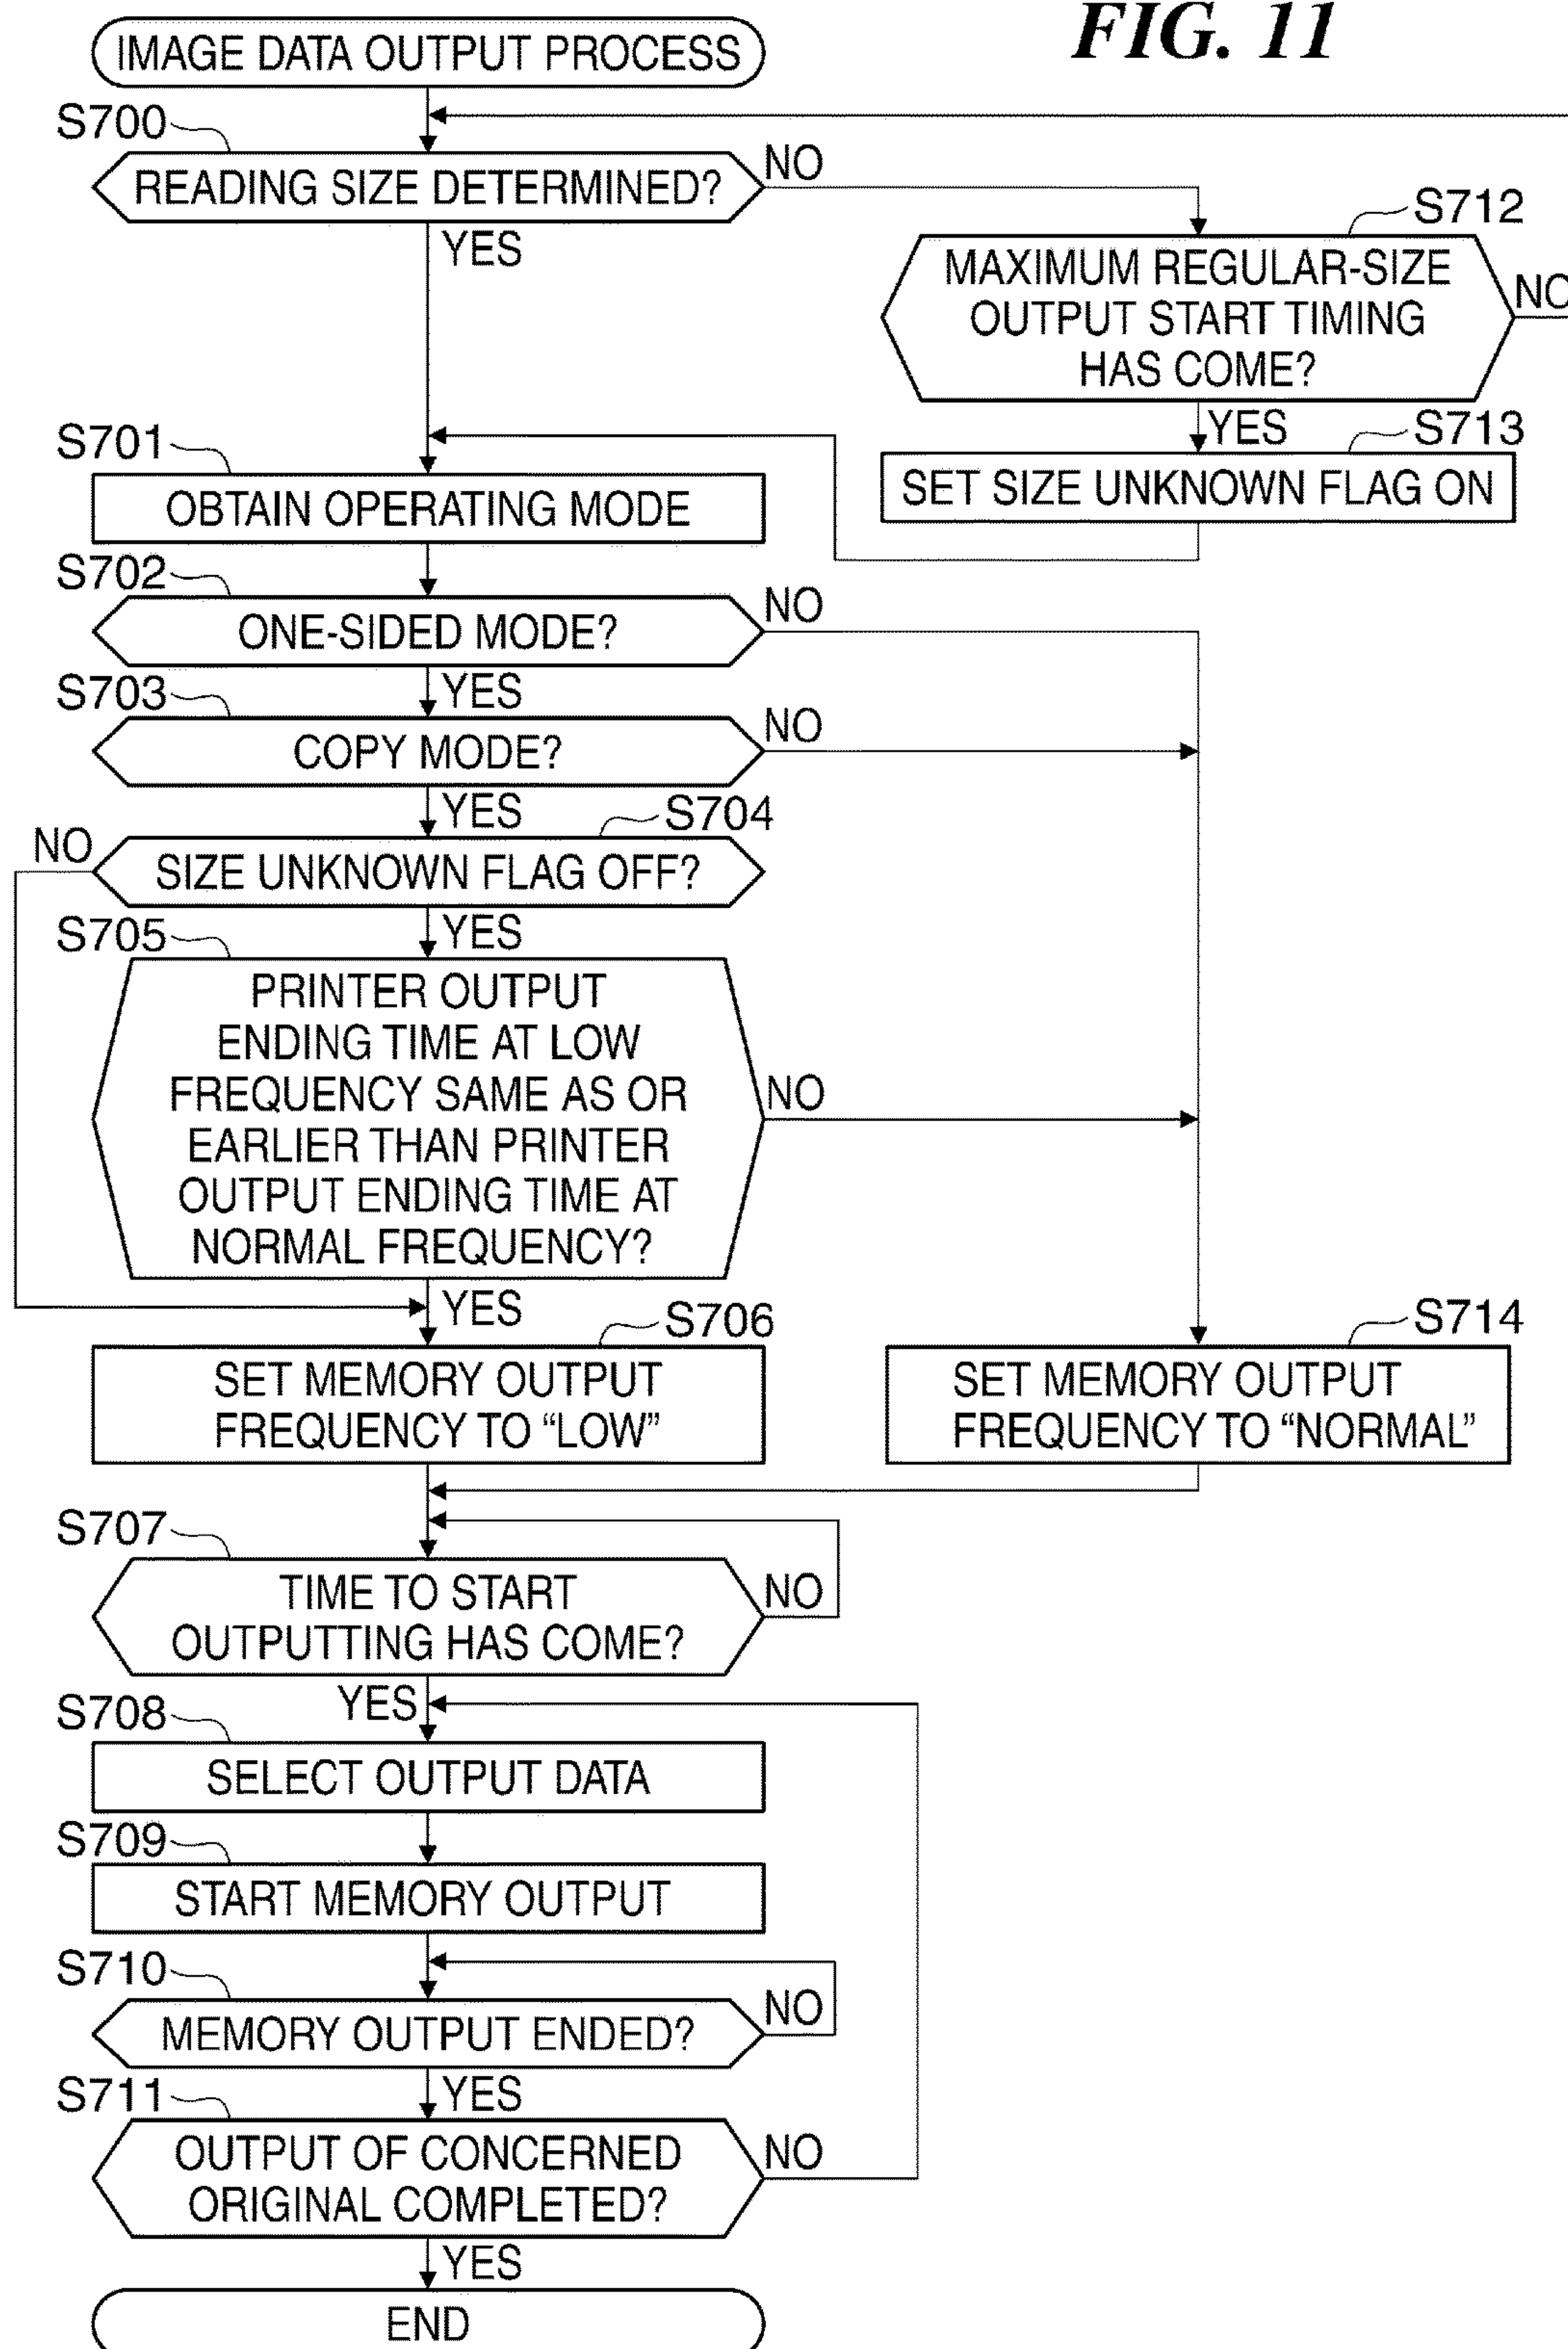 FIG. 11
IMAGE DATA OUTPUT PROCESS
S700
READING SIZE DETERMINED?
NO
YES
S712
MAXIMUM REGULAR-SIZE
OUTPUT START TIMING
HAS COME?
NO
YES
S713
SET SIZE UNKNOWN FLAG ON
S701
OBTAIN OPERATING MODE
S702
ONE-SIDED MODE?
NO
YES
S703
COPY MODE?
NO
YES
S704
SIZE UNKNOWN FLAG OFF?
NO
YES
S705
PRINTER OUTPUT
ENDING TIME AT LOW
FREQUENCY SAME AS OR
EARLIER THAN PRINTER
OUTPUT ENDING TIME AT
NORMAL FREQUENCY?
NO
YES
S706
SET MEMORY OUTPUT
FREQUENCY TO “LOW”
S714
SET MEMORY OUTPUT
FREQUENCY TO “NORMAL”
S707
TIME TO START
OUTPUTTING HAS COME?
NO
YES
S708
SELECT OUTPUT DATA
S709
START MEMORY OUTPUT
S710
MEMORY OUTPUT ENDED?
NO
YES
S711
OUTPUT OF CONCERNED
ORIGINAL COMPLETED?
NO
YES
END